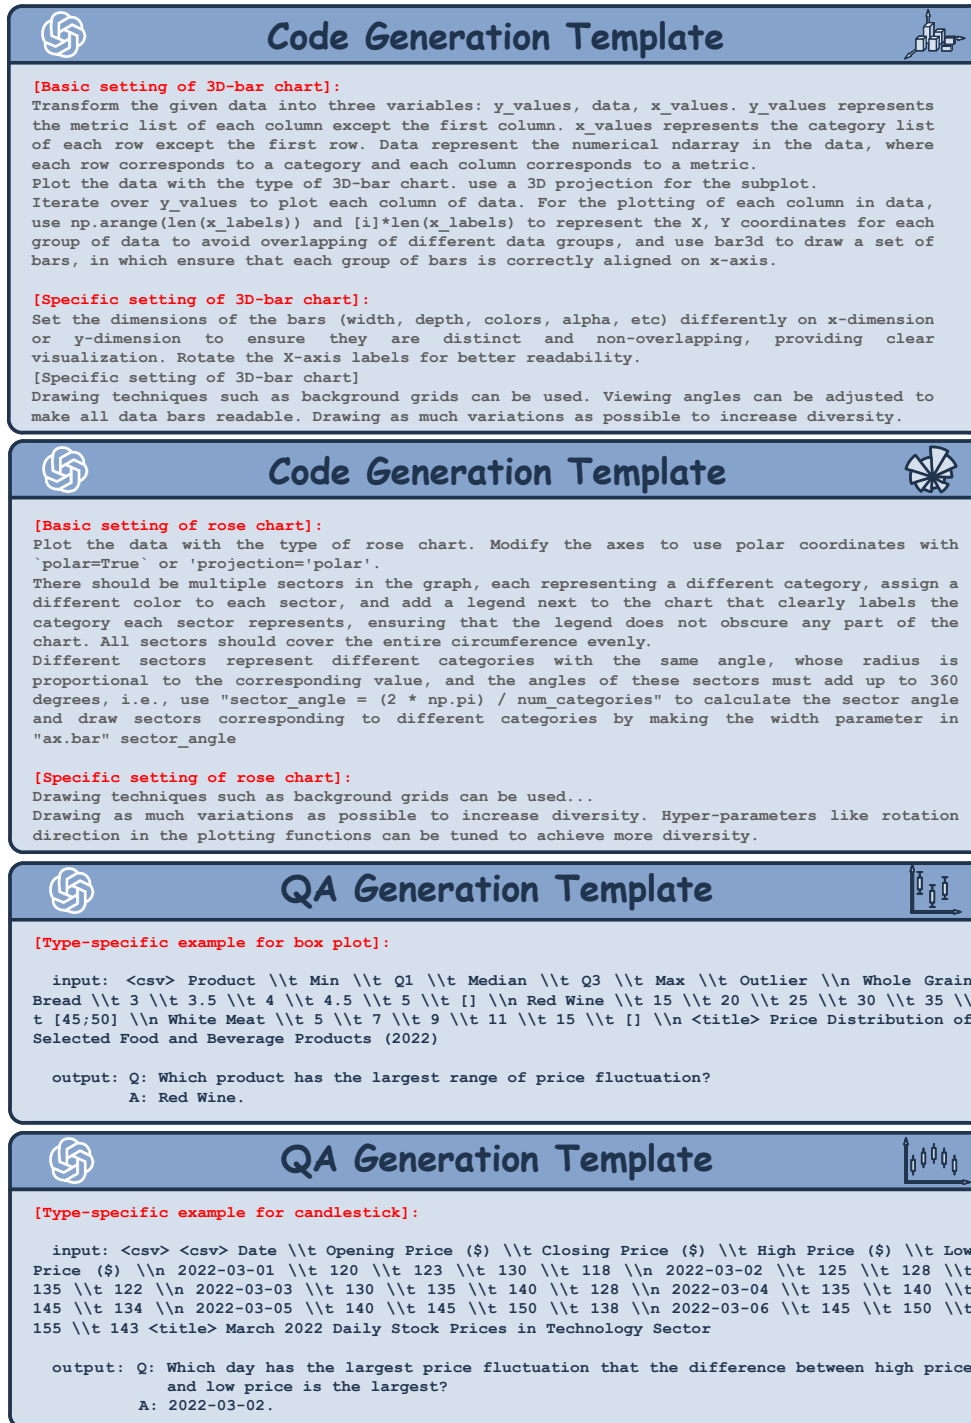 Code Generation Template
[Basic setting of 3D-bar chart]:
Transform the given data into three variables: y_values, data, x_values. y_values represents
the metric list of each column except the first column. x_values represents the category list
of each row except the first row. Data represent the numerical ndarray in the data, where
each row corresponds to a category and each column corresponds to a metric.
Plot the data with the type of 3D-bar chart. use a 3D projection for the subplot.
Iterate over y_values to plot each column of data. For the plotting of each column in data,
use np.arange(len(x_labels)) and [i]*len(x_labels) to represent the X, Y coordinates for each
group of data to avoid overlapping of different data groups, and use bar3d to draw a set of
bars, in which ensure that each group of bars is correctly aligned on x-axis.
[Specific setting of 3D-bar chart]:
Set the dimensions of the bars (width, depth, colors, alpha, etc) differently on x-dimension
or y-dimension to ensure they are distinct and non-overlapping, providing clear
visualization. Rotate the X-axis labels for better readability.
[Specific setting of 3D-bar chart]
Drawing techniques such as background grids can be used. Viewing angles can be adjusted to
make all data bars readable. Drawing as much variations as possible to increase diversity.
Code Generation Template
[Basic setting of rose chart]:
Plot the data with the type of rose chart. Modify the axes to use polar coordinates with
`polar=True` or 'projection='polar'.
There should be multiple sectors in the graph, each representing a different category, assign a
different color to each sector, and add a legend next to the chart that clearly labels the
category each sector represents, ensuring that the legend does not obscure any part of the
chart. All sectors should cover the entire circumference evenly.
Different sectors represent different categories with the same angle, whose radius is
proportional to the corresponding value, and the angles of these sectors must add up to 360
degrees, i.e., use "sector_angle = (2 * np.pi) / num_categories" to calculate the sector angle
and draw sectors corresponding to different categories by making the width parameter in
"ax.bar" sector_angle
[Specific setting of rose chart]:
Drawing techniques such as background grids can be used...
Drawing as much variations as possible to increase diversity. Hyper-parameters like rotation
direction in the plotting functions can be tuned to achieve more diversity.
QA Generation Template
[Type-specific example for box plot]:
input: <csv> Product \\t Min \\t Q1 \\t Median \\t Q3 \\t Max \\t Outlier \\n Whole Grain
Bread \\t 3 \\t 3.5 \\t 4 \\t 4.5 \\t 5 \\t [] \\n Red Wine \\t 15 \\t 20 \\t 25 \\t 30 \\t 35 \\
t [45;50] \\n White Meat \\t 5 \\t 7 \\t 9 \\t 11 \\t 15 \\t [] \\n <title> Price Distribution of
Selected Food and Beverage Products (2022)
output: Q: Which product has the largest range of price fluctuation?
A: Red Wine.
QA Generation Template
[Type-specific example for candlestick]:
input: <csv> <csv> Date \\t Opening Price ($) \\t Closing Price ($) \\t High Price ($) \\t Low
Price ($) \\n 2022-03-01 \\t 120 \\t 123 \\t 130 \\t 118 \\n 2022-03-02 \\t 125 \\t 128 \\t
135 \\t 122 \\n 2022-03-03 \\t 130 \\t 135 \\t 140 \\t 128 \\n 2022-03-04 \\t 135 \\t 140 \\t
145 \\t 134 \\n 2022-03-05 \\t 140 \\t 145 \\t 150 \\t 138 \\n 2022-03-06 \\t 145 \\t 150 \\t
155 \\t 143 <title> March 2022 Daily Stock Prices in Technology Sector
output: Q: Which day has the largest price fluctuation that the difference between high price
and low price is the largest?
A: 2022-03-02.